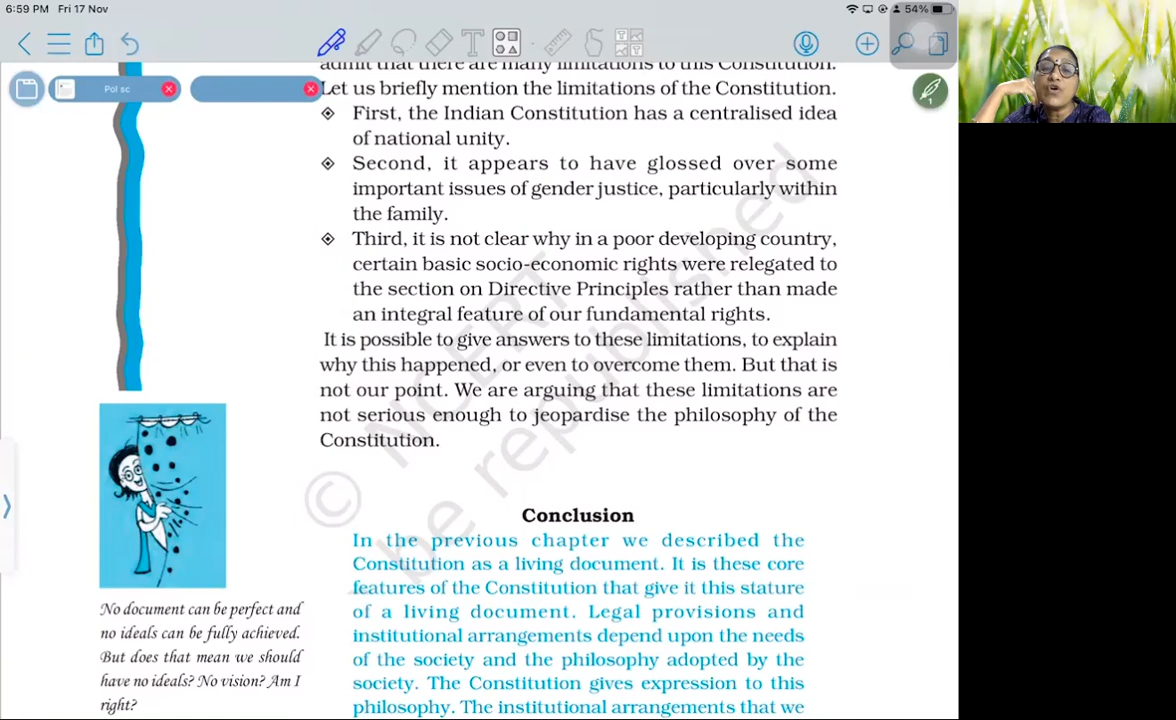 6:59 PM Fri 17 Nov
54%
Pol sc
1
admit that there are many limitations to this Constitution.
Let us briefly mention the limitations of the Constitution.
First, the Indian Constitution has a centralised idea
of national unity.
Second, it appears to have glossed over some
important issues of gender justice, particularly within
the family.
Third, it is not clear why in a poor developing country,
certain basic socio-economic rights were relegated to
the section on Directive Principles rather than made
an integral feature of our fundamental rights.
It is possible to give answers to these limitations, to explain
why this happened, or even to overcome them. But that is
not our point. We are arguing that these limitations are
not serious enough to jeopardise the philosophy of the
Constitution.
© NCERT
be republished
Conclusion
In the previous chapter we described the
Constitution as a living document. It is these core
features of the Constitution that give it this stature
of a living document. Legal provisions and
institutional arrangements depend upon the needs
of the society and the philosophy adopted by the
society. The Constitution gives expression to this
philosophy. The institutional arrangements that we
No document can be perfect and
no ideals can be fully achieved.
But does that mean we should
have no ideals? No vision? Am I
right?